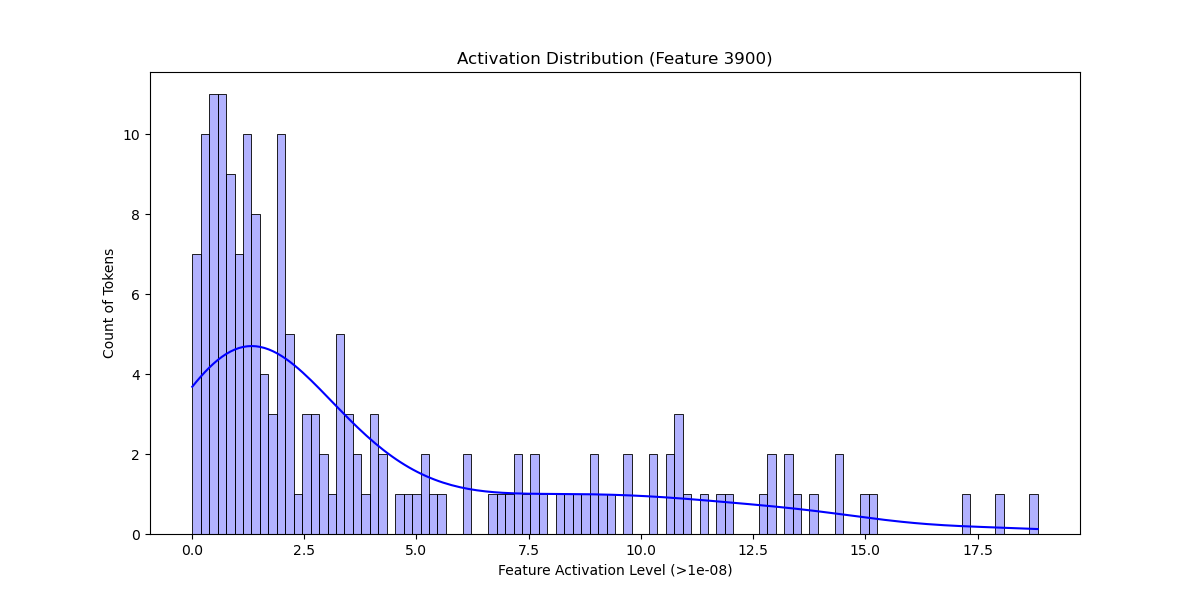 Activation Distribution (Feature 3900)
Count of Tokens
10
8
6
4
2
0
0.0 2.5 5.0 7.5 10.0 12.5 15.0 17.5
Feature Activation Level (>1e-08)